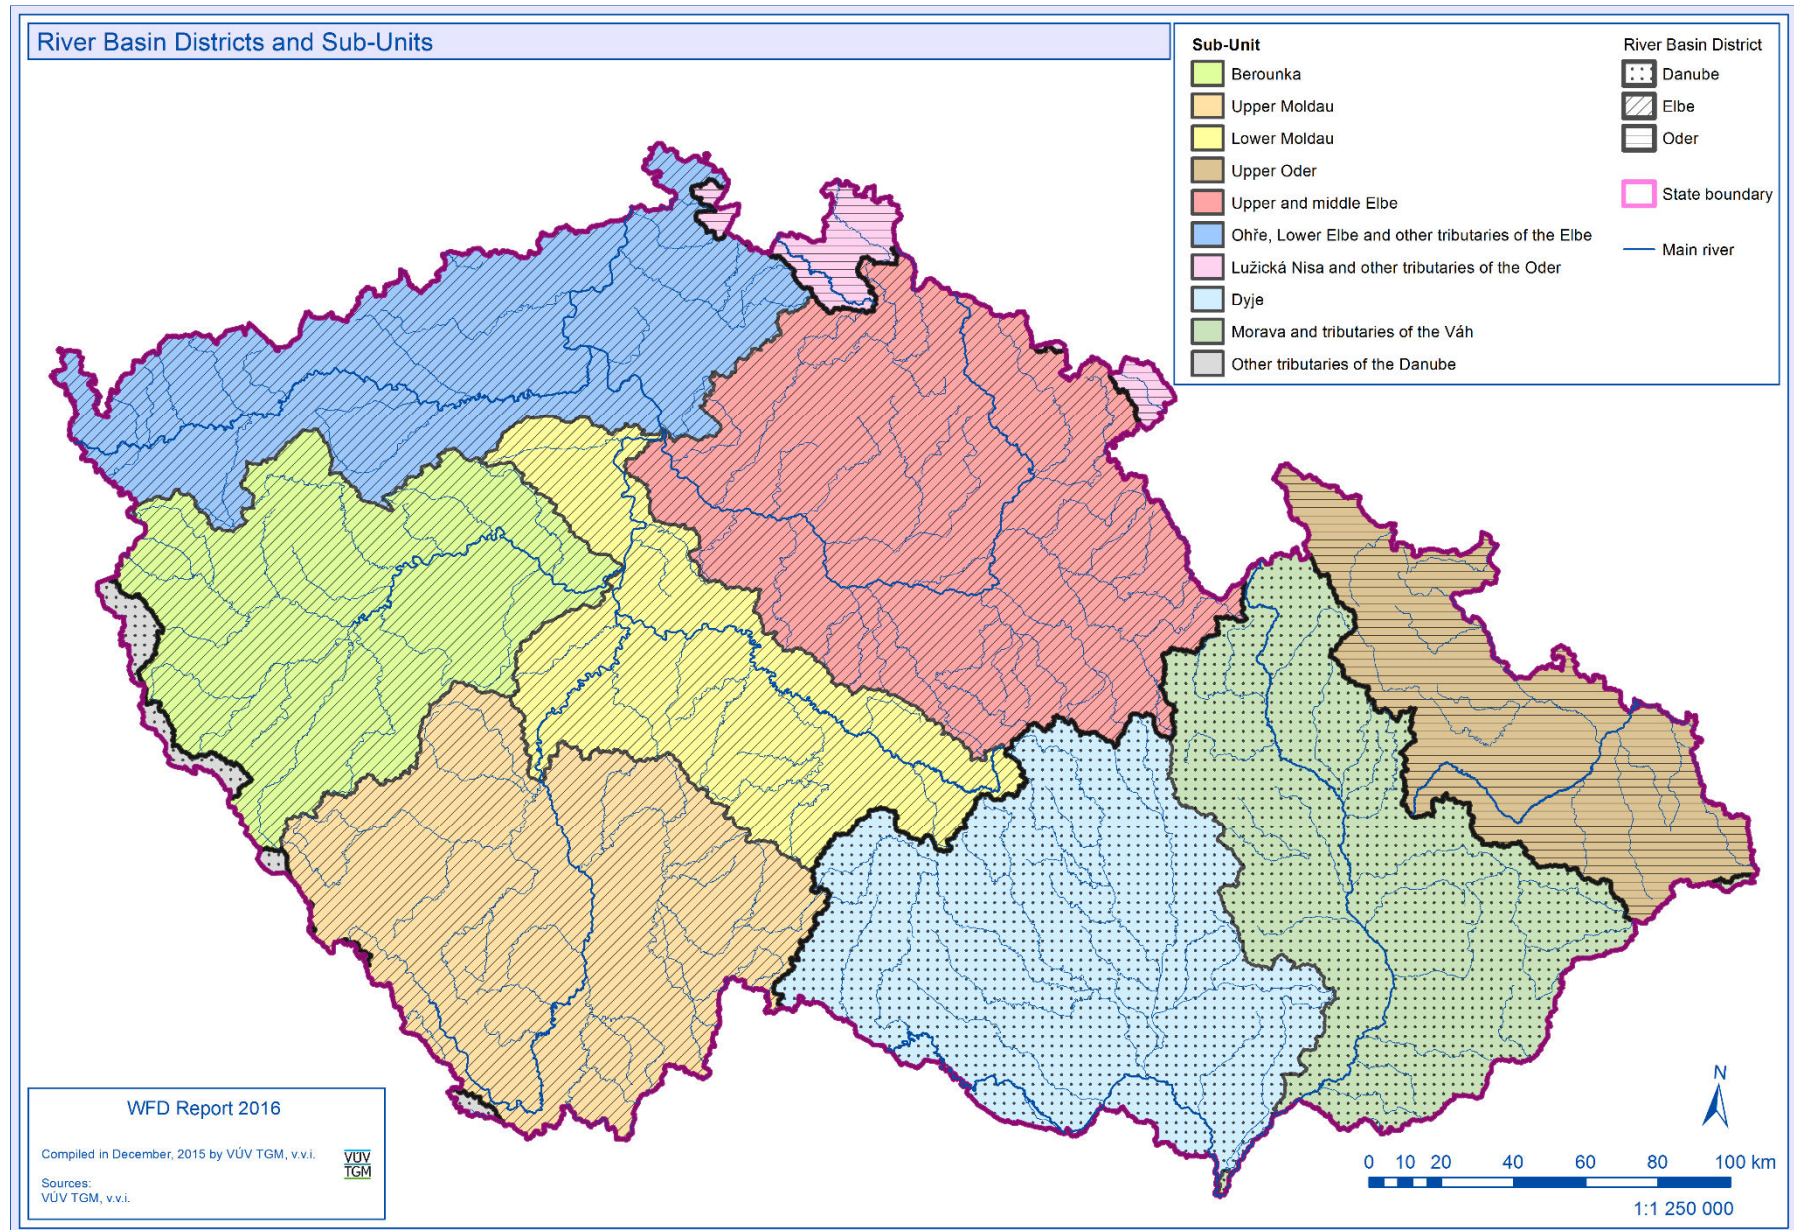 River Basin Districts and Sub-Units
Sub-Unit
Berounka
Upper Moldau
Lower Moldau
Upper Oder
Upper and middle Elbe
Ohře, Lower Elbe and other tributaries of the Elbe
Lužická Nisa and other tributaries of the Oder
Dyje
Morava and tributaries of the Váh
Other tributaries of the Danube
River Basin District
Danube
Elbe
Oder
State boundary
Main river
WFD Report 2016
Compiled in December, 2015 by VÚV TGM, v.v.i.
Sources:
VÚV TGM, v.v.i.
VÚV
TGM
N
0 10 20 40 60 80 100 km
1:1 250 000